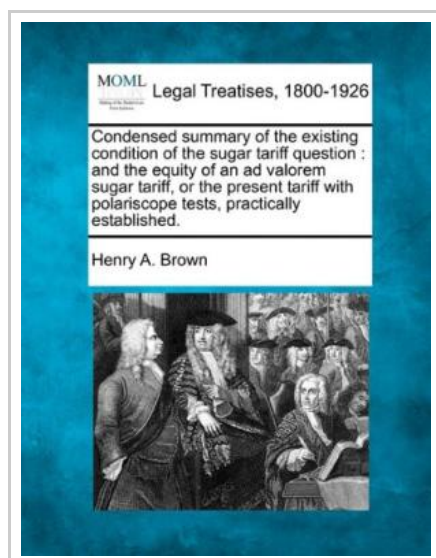 MOML
Legal Treatises, 1800-1926
Condensed summary of the existing
condition of the sugar tariff question :
and the equity of an ad valorem
sugar tariff, or the present tariff with
polariscope tests, practically
established.
Henry A. Brown